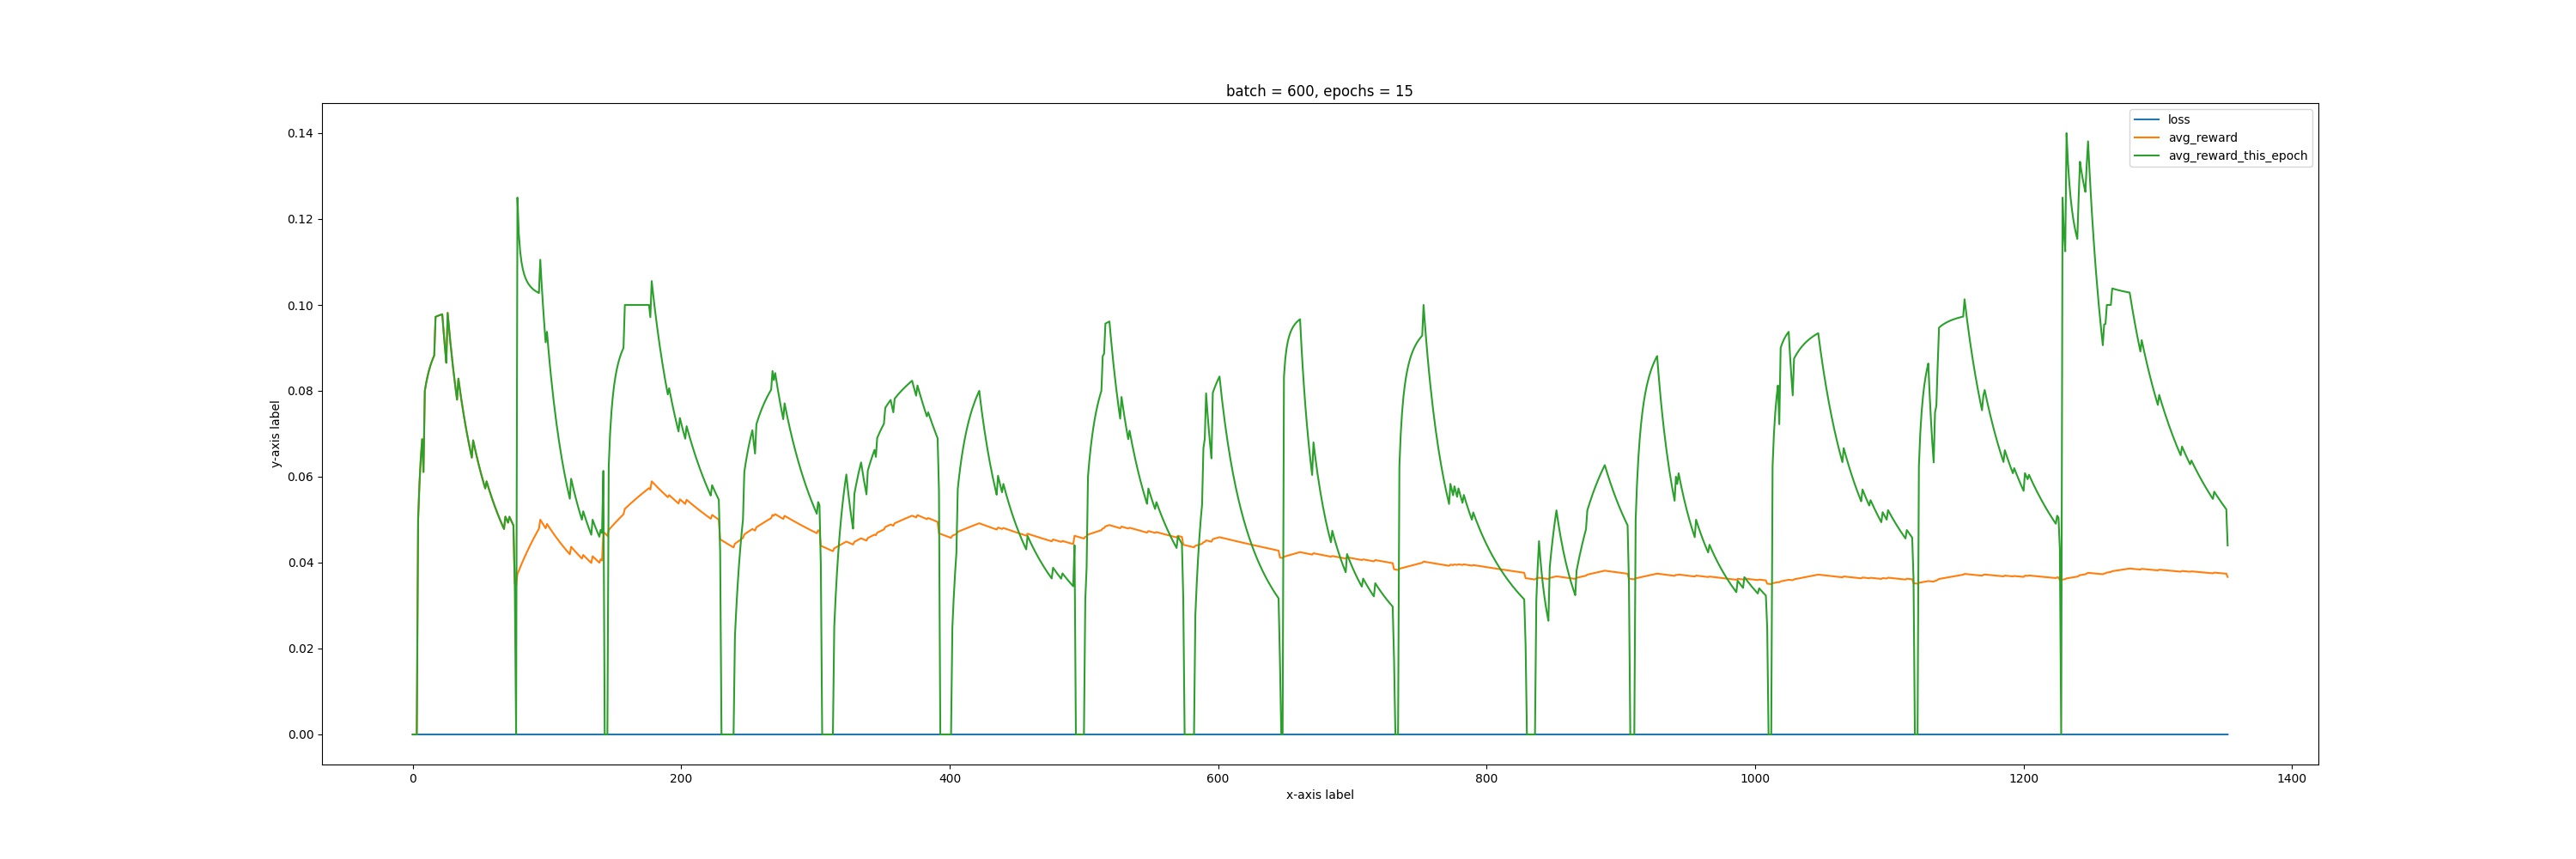 batch = 600, epochs = 15
loss
avg_reward
avg_reward_this_epoch
y-axis label
0.14
0.12
0.10
0.08
0.06
0.04
0.02
0.00
0
200
400
600
800
1000
1200
1400
x-axis label